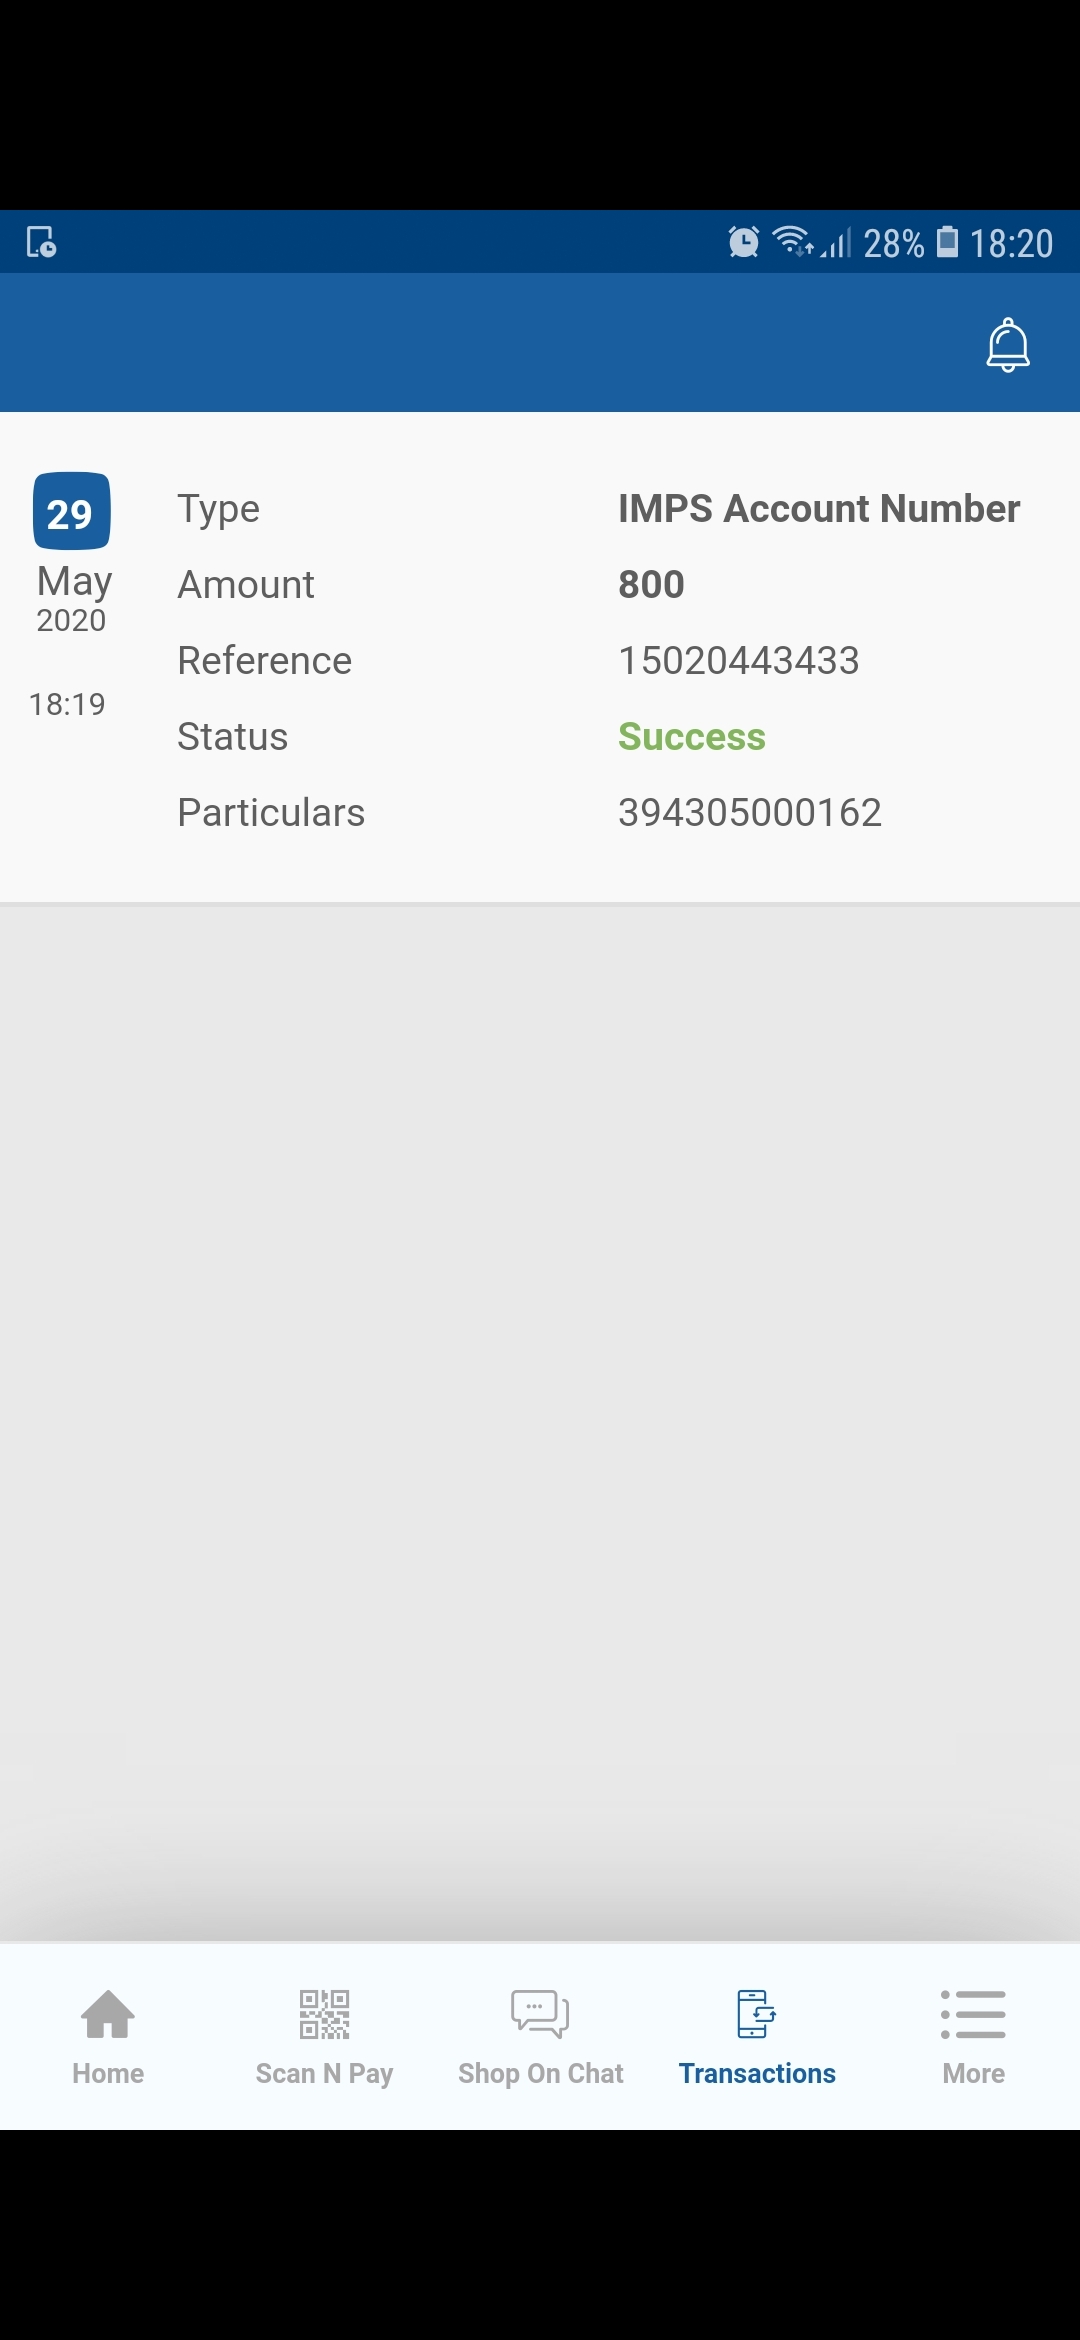 28% 18:20
29
May
2020
18:19
Type IMPS Account Number
Amount 800
Reference 15020443433
Status Success
Particulars 394305000162
Home Scan N Pay Shop On Chat Transactions More